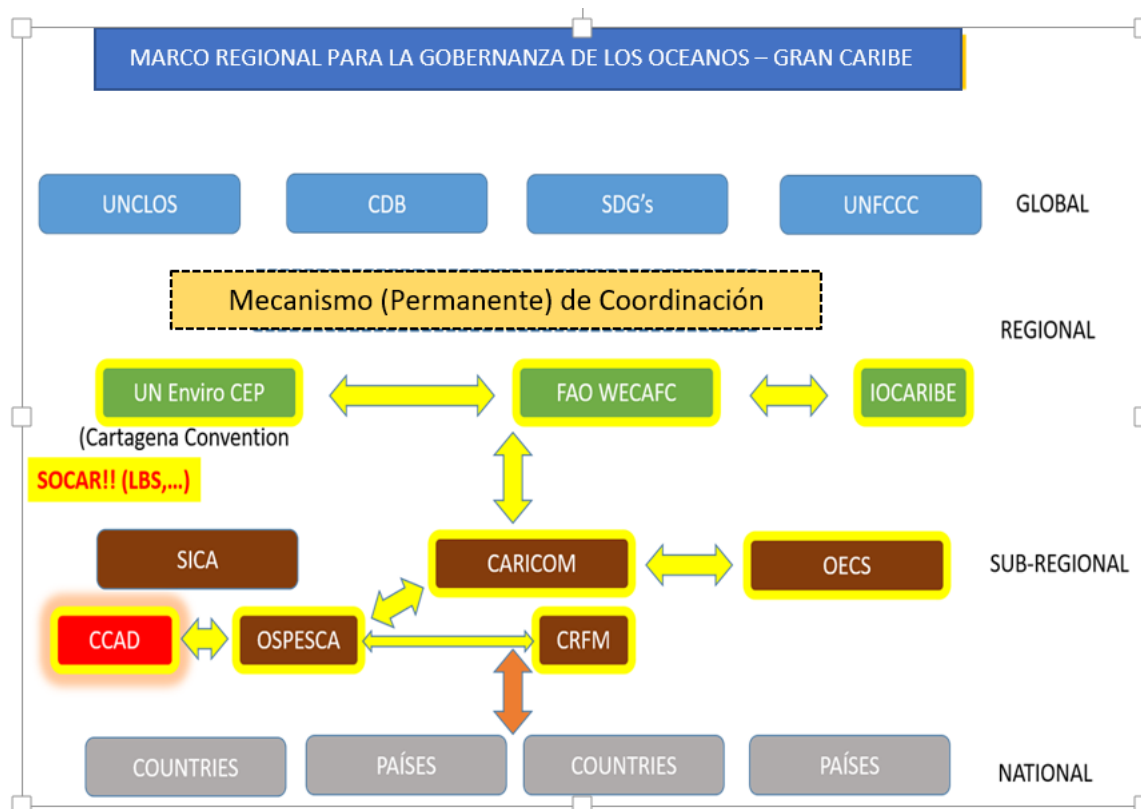 MARCO REGIONAL PARA LA GOBERNANZA DE LOS OCEANOS – GRAN CARIBE
UNCLOS
CDB
SDG's
UNFCCC
GLOBAL
Mecanismo (Permanente) de Coordinación
REGIONAL
UN Enviro CEP
FAO WECAFC
IOCARIBE
(Cartagena Convention
SOCAR!! (LBS,...)
SICA
CARICOM
OECS
SUB-REGIONAL
CCAD
OSPESCA
CRFM
COUNTRIES
PAÍSES
COUNTRIES
PAÍSES
NATIONAL